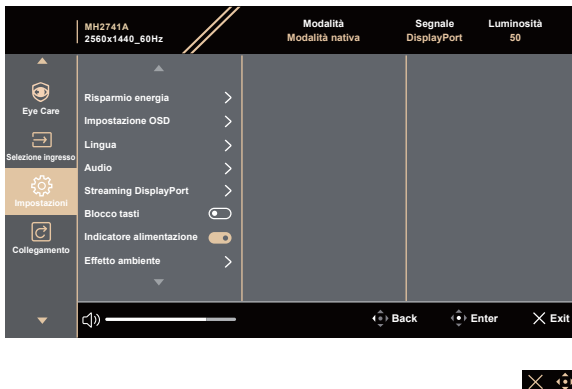 MH2741A
2560x1440_60Hz
Modalità
Modalità nativa
Segnale
DisplayPort
Luminosità
50
Eye Care
Selezione ingresso
Impostazioni
Collegamento
Risparmio energia
Impostazione OSD
Lingua
Audio
Streaming DisplayPort
Blocco tasti
Indicatore alimentazione
Effetto ambiente
Back
Enter
Exit